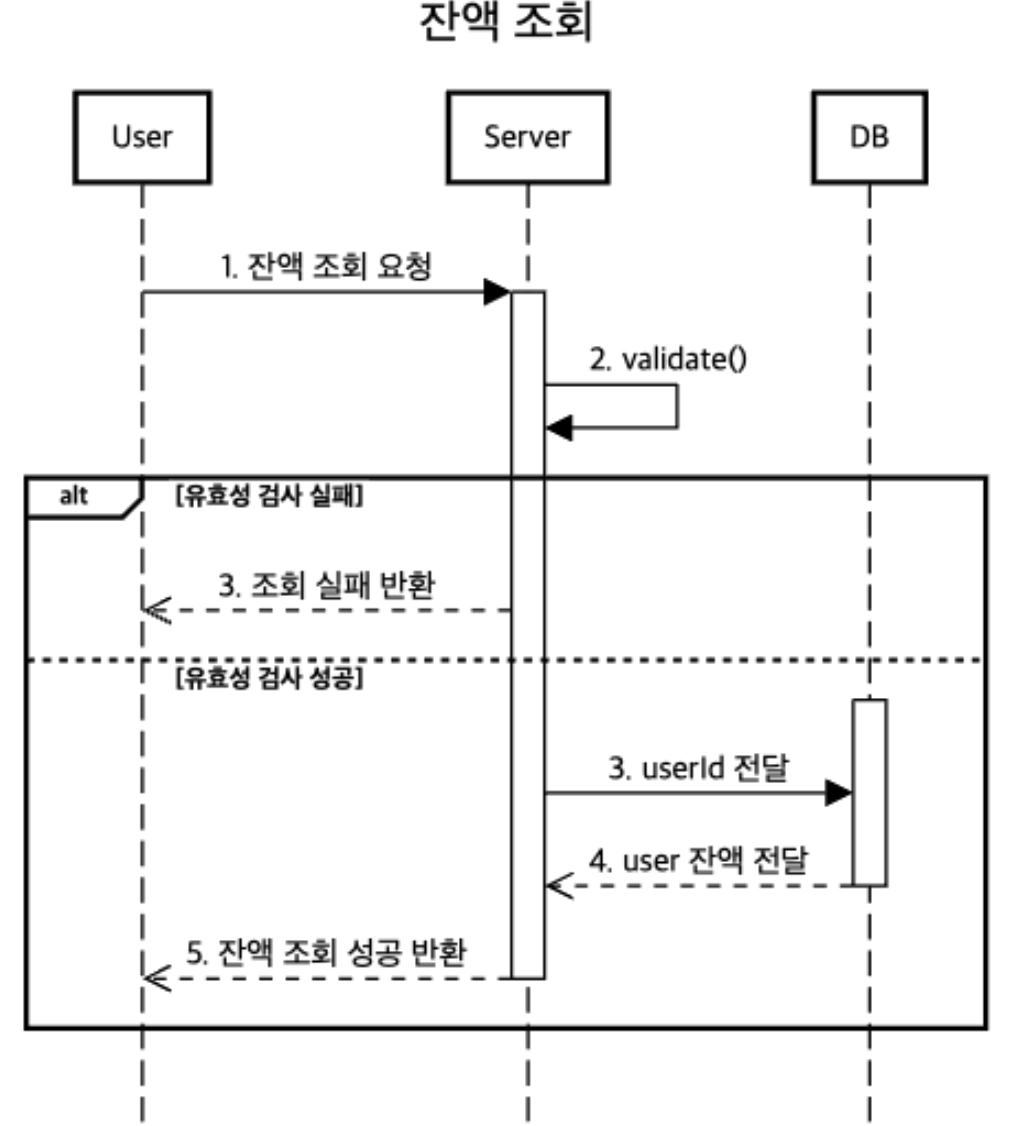 잔액 조회
User
Server
DB
1. 잔액 조회 요청
2. validate()
alt
[유효성 검사 실패]
3. 조회 실패 반환
[유효성 검사 성공]
3. userId 전달
4. user 잔액 전달
5. 잔액 조회 성공 반환